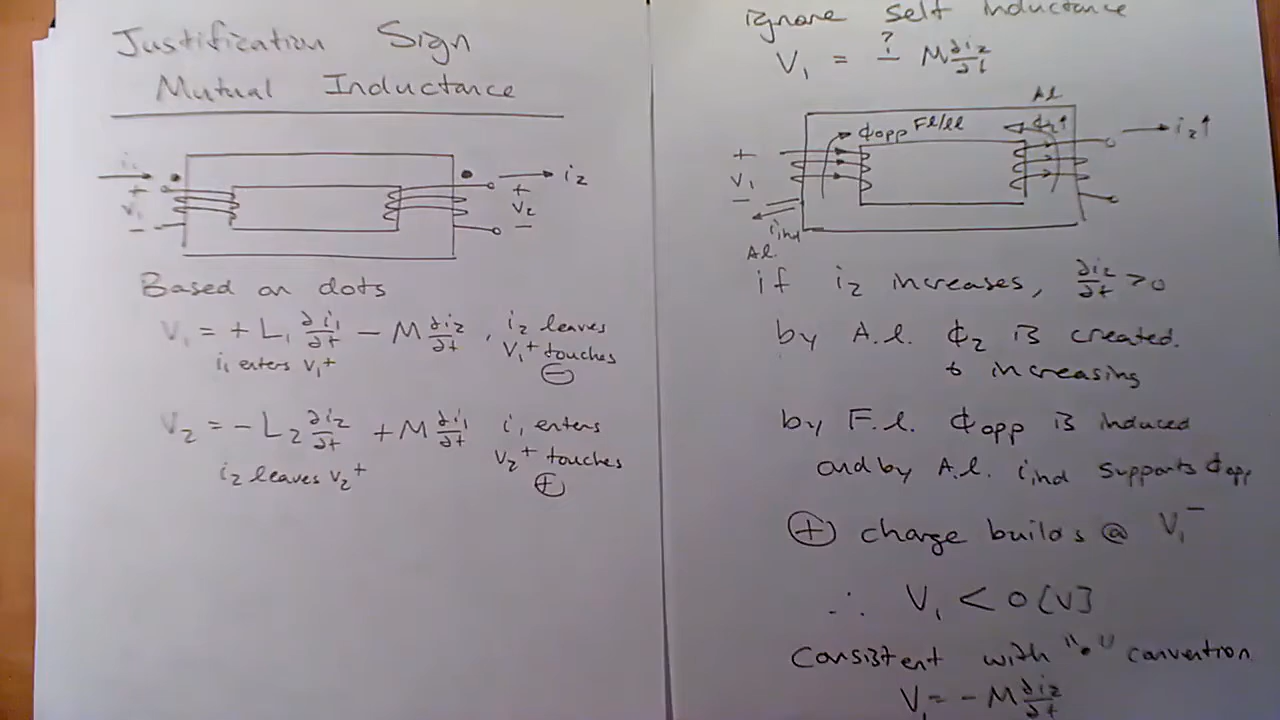 Justification Sign
Mutual Inductance
i₁
+
V₁
-
i₂
+
V₂
-
Based on dots
V₁ = + L₁ ∂i₁/∂t - M ∂i₂/∂t , i₂ leaves
i₁ enters V₁⁺
V₁⁺ touches
⊖
V₂ = - L₂ ∂i₂/∂t + M ∂i₁/∂t i₁ enters
i₂ leaves V₂⁺
V₂⁺ touches
⊕
ignore self inductance
V₁ = ? - M ∂i₂/∂t
A.l
ϕopp F.l/ll
ϕ₂↑
i₂↑
+
V₁
-
iind
A.l.
if i₂ increases, ∂i₂/∂t > 0
by A.l. ϕ₂ is created.
& increasing
by F.l. ϕopp is induced
and by A.l. iind supports ϕopp
⊕ charge builds @ V₁⁻
∴ V₁ < 0 [V]
Consistent with "•" convention
V₁ = - M ∂i₂/∂t